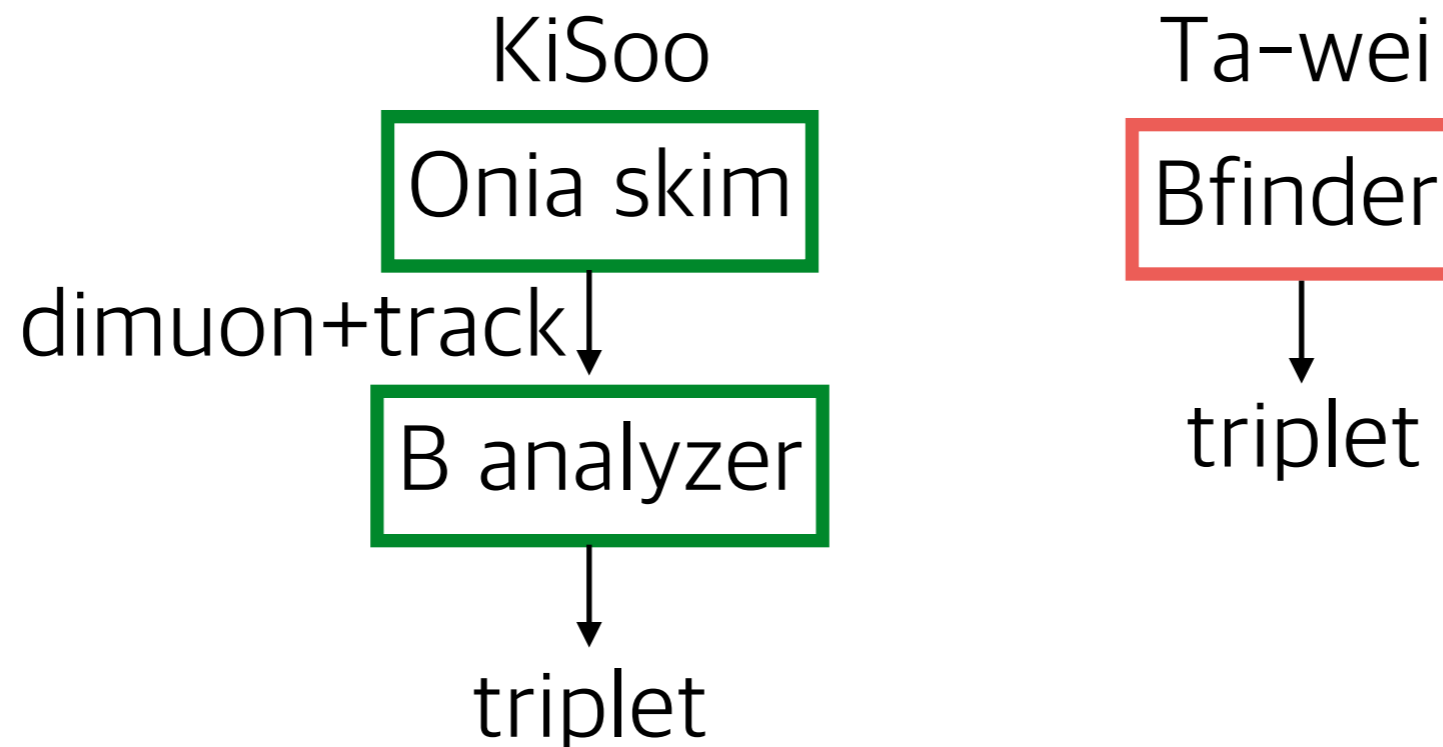 KiSoo
Onia skim
dimuon+track
B analyzer
triplet
Ta-wei
Bfinder
triplet